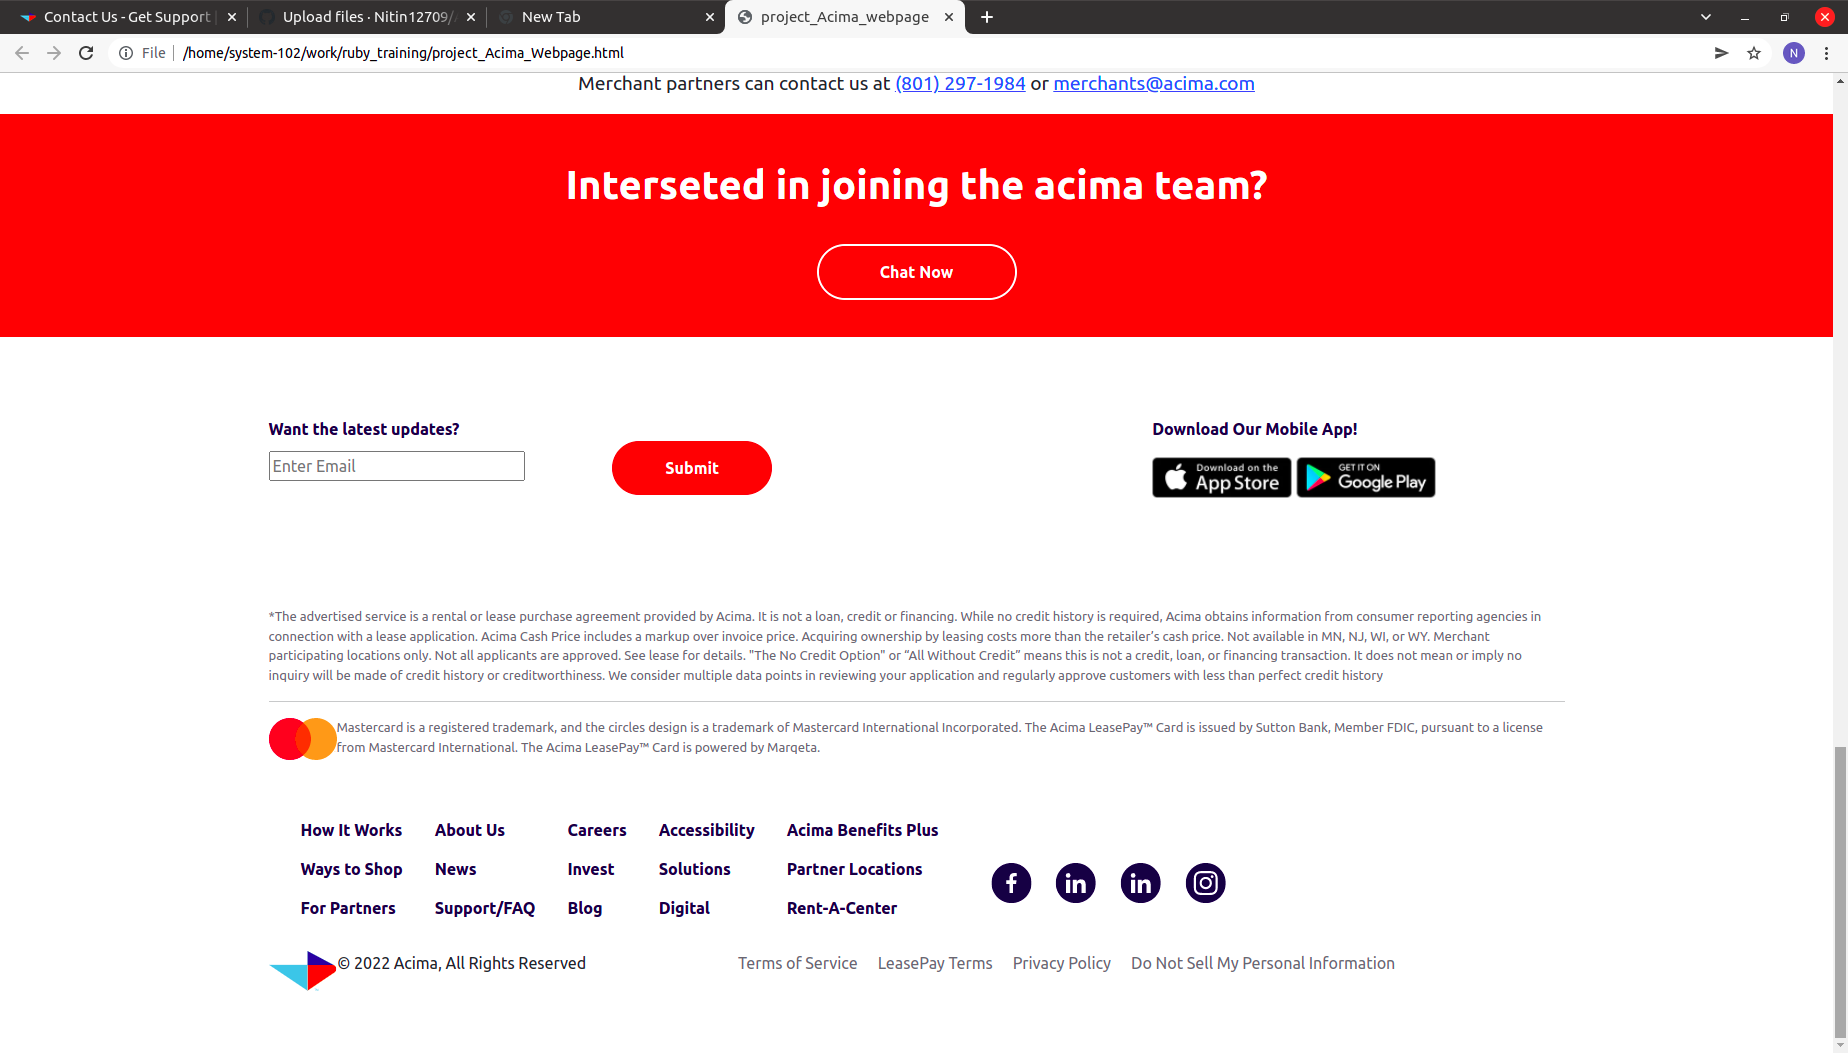 Contact Us - Get Support
Upload files · Nitin12709/
New Tab
project_Acima_webpage
File
/home/system-102/work/ruby_training/project_Acima_Webpage.html
N
Merchant partners can contact us at (801) 297-1984 or merchants@acima.com
Interseted in joining the acima team?
Chat Now
Want the latest updates?
Enter Email
Submit
Download Our Mobile App!
Download on the
App Store
GET IT ON
Google Play
*The advertised service is a rental or lease purchase agreement provided by Acima. It is not a loan, credit or financing. While no credit history is required, Acima obtains information from consumer reporting agencies in
connection with a lease application. Acima Cash Price includes a markup over invoice price. Acquiring ownership by leasing costs more than the retailer’s cash price. Not available in MN, NJ, WI, or WY. Merchant
participating locations only. Not all applicants are approved. See lease for details. "The No Credit Option" or “All Without Credit” means this is not a credit, loan, or financing transaction. It does not mean or imply no
inquiry will be made of credit history or creditworthiness. We consider multiple data points in reviewing your application and regularly approve customers with less than perfect credit history
Mastercard is a registered trademark, and the circles design is a trademark of Mastercard International Incorporated. The Acima LeasePay™ Card is issued by Sutton Bank, Member FDIC, pursuant to a license
from Mastercard International. The Acima LeasePay™ Card is powered by Marqeta.
How It Works About Us Careers Accessibility Acima Benefits Plus
Ways to Shop News Invest Solutions Partner Locations
For Partners Support/FAQ Blog Digital Rent-A-Center
f in in
© 2022 Acima, All Rights Reserved
Terms of Service LeasePay Terms Privacy Policy Do Not Sell My Personal Information